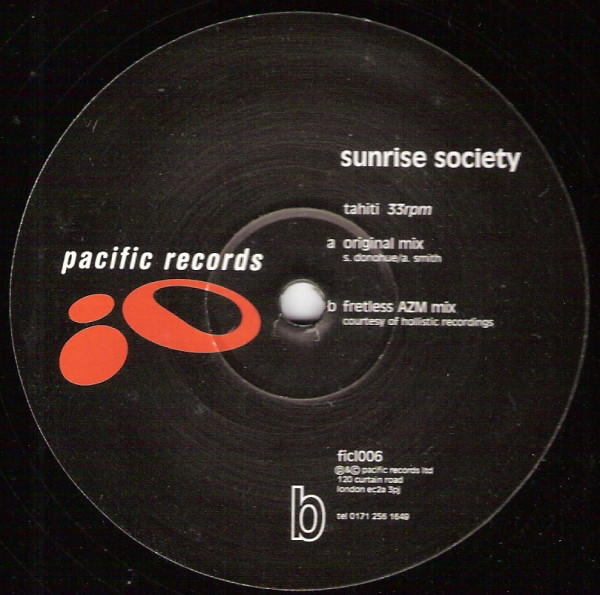 sunrise society
tahiti 33rpm
a original mix
s. donohue/a. smith
pacific records
b fretless AZM mix
courtesy of hollistic recordings
ficl006
℗&© pacific records ltd
120 curtain road
london ec2a 3pj
b
tel 0171 256 1649